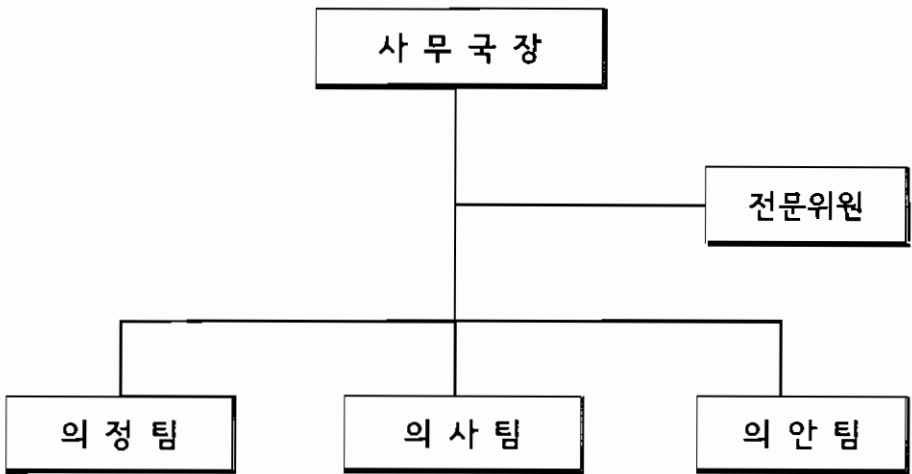 사 무 국 장
전문위원
의 정 팀
의 사 팀
의 안 팀